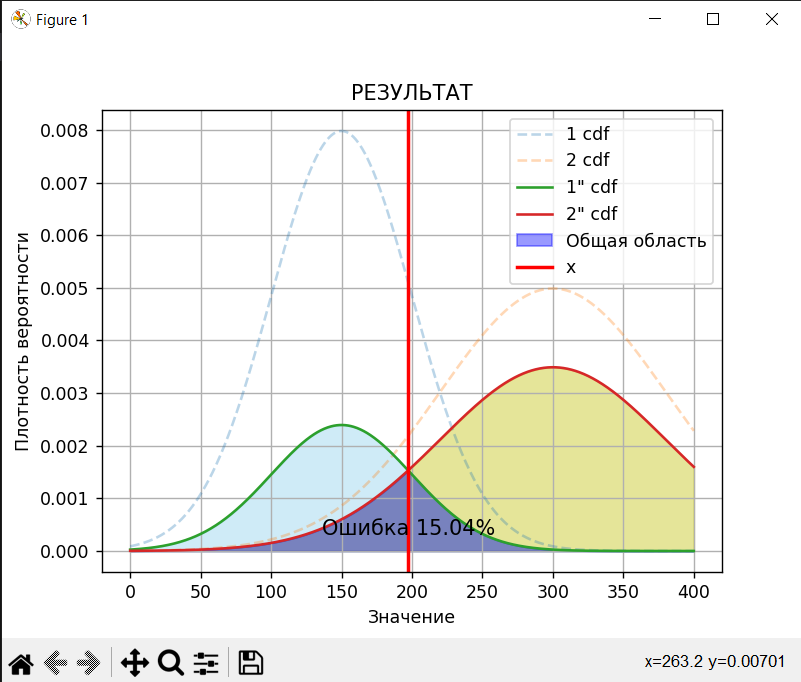 Figure 1
РЕЗУЛЬТАТ
1 cdf
2 cdf
1" cdf
2" cdf
Общая область
x
Плотность вероятности
0.008
0.007
0.006
0.005
0.004
0.003
0.002
0.001
0.000
Ошибка 15.04%
0 50 100 150 200 250 300 350 400
Значение
x=263.2 y=0.00701